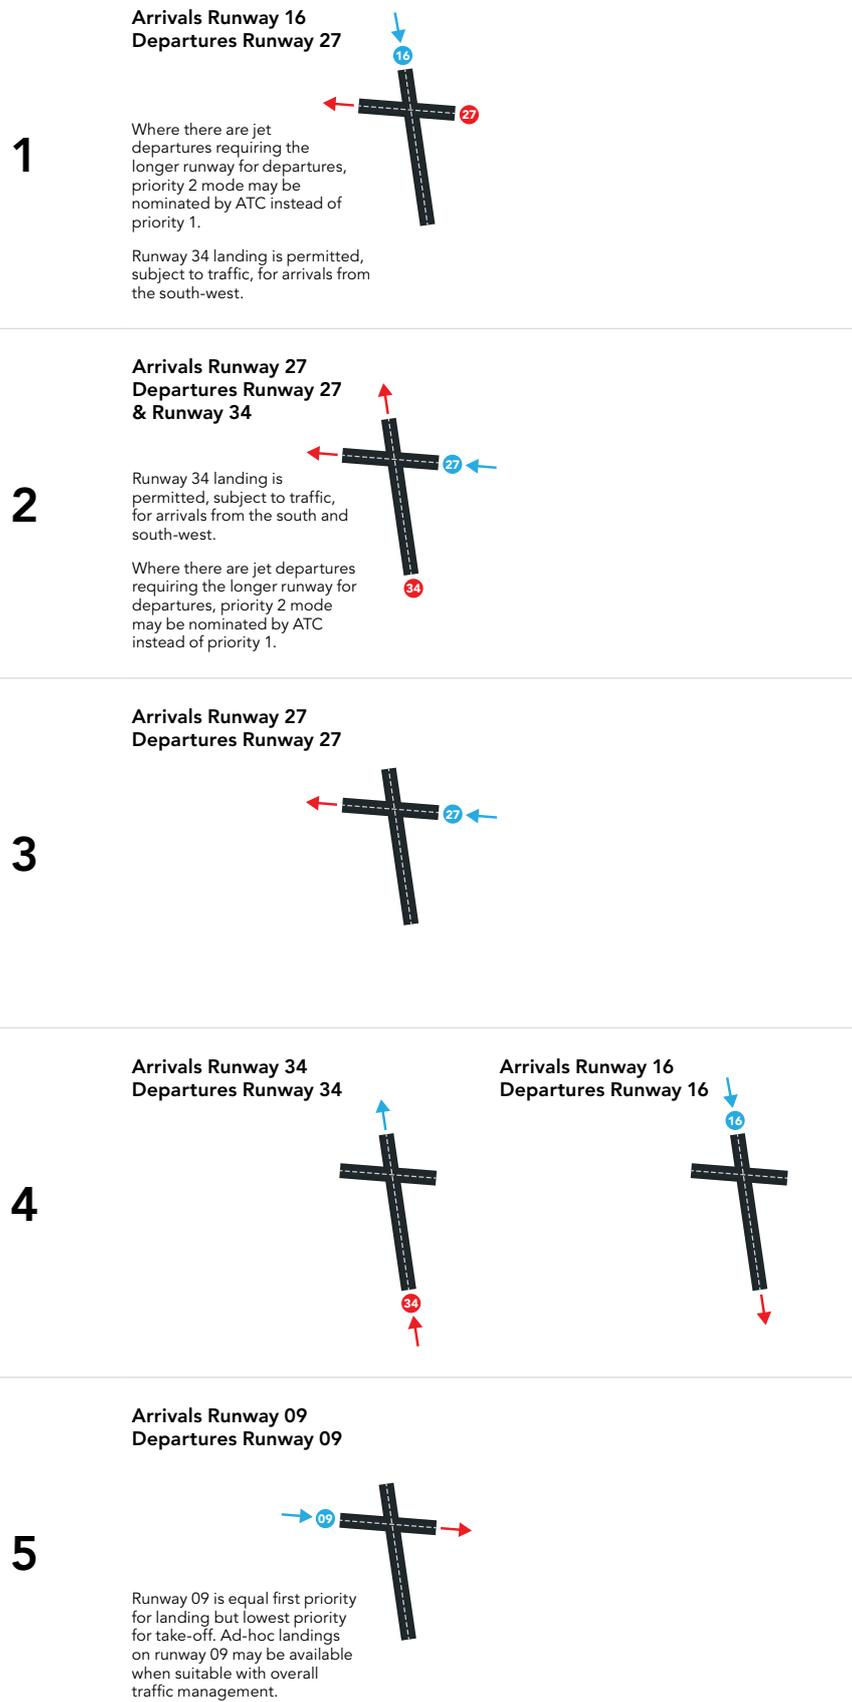 1
Arrivals Runway 16
Departures Runway 27
16
27
Where there are jet
departures requiring the
longer runway for departures,
priority 2 mode may be
nominated by ATC instead of
priority 1.
Runway 34 landing is permitted,
subject to traffic, for arrivals from
the south-west.
2
Arrivals Runway 27
Departures Runway 27
& Runway 34
27
34
Runway 34 landing is
permitted, subject to traffic,
for arrivals from the south and
south-west.
Where there are jet departures
requiring the longer runway for
departures, priority 2 mode
may be nominated by ATC
instead of priority 1.
3
Arrivals Runway 27
Departures Runway 27
27
4
Arrivals Runway 34
Departures Runway 34
34
Arrivals Runway 16
Departures Runway 16
16
5
Arrivals Runway 09
Departures Runway 09
09
Runway 09 is equal first priority
for landing but lowest priority
for take-off. Ad-hoc landings
on runway 09 may be available
when suitable with overall
traffic management.